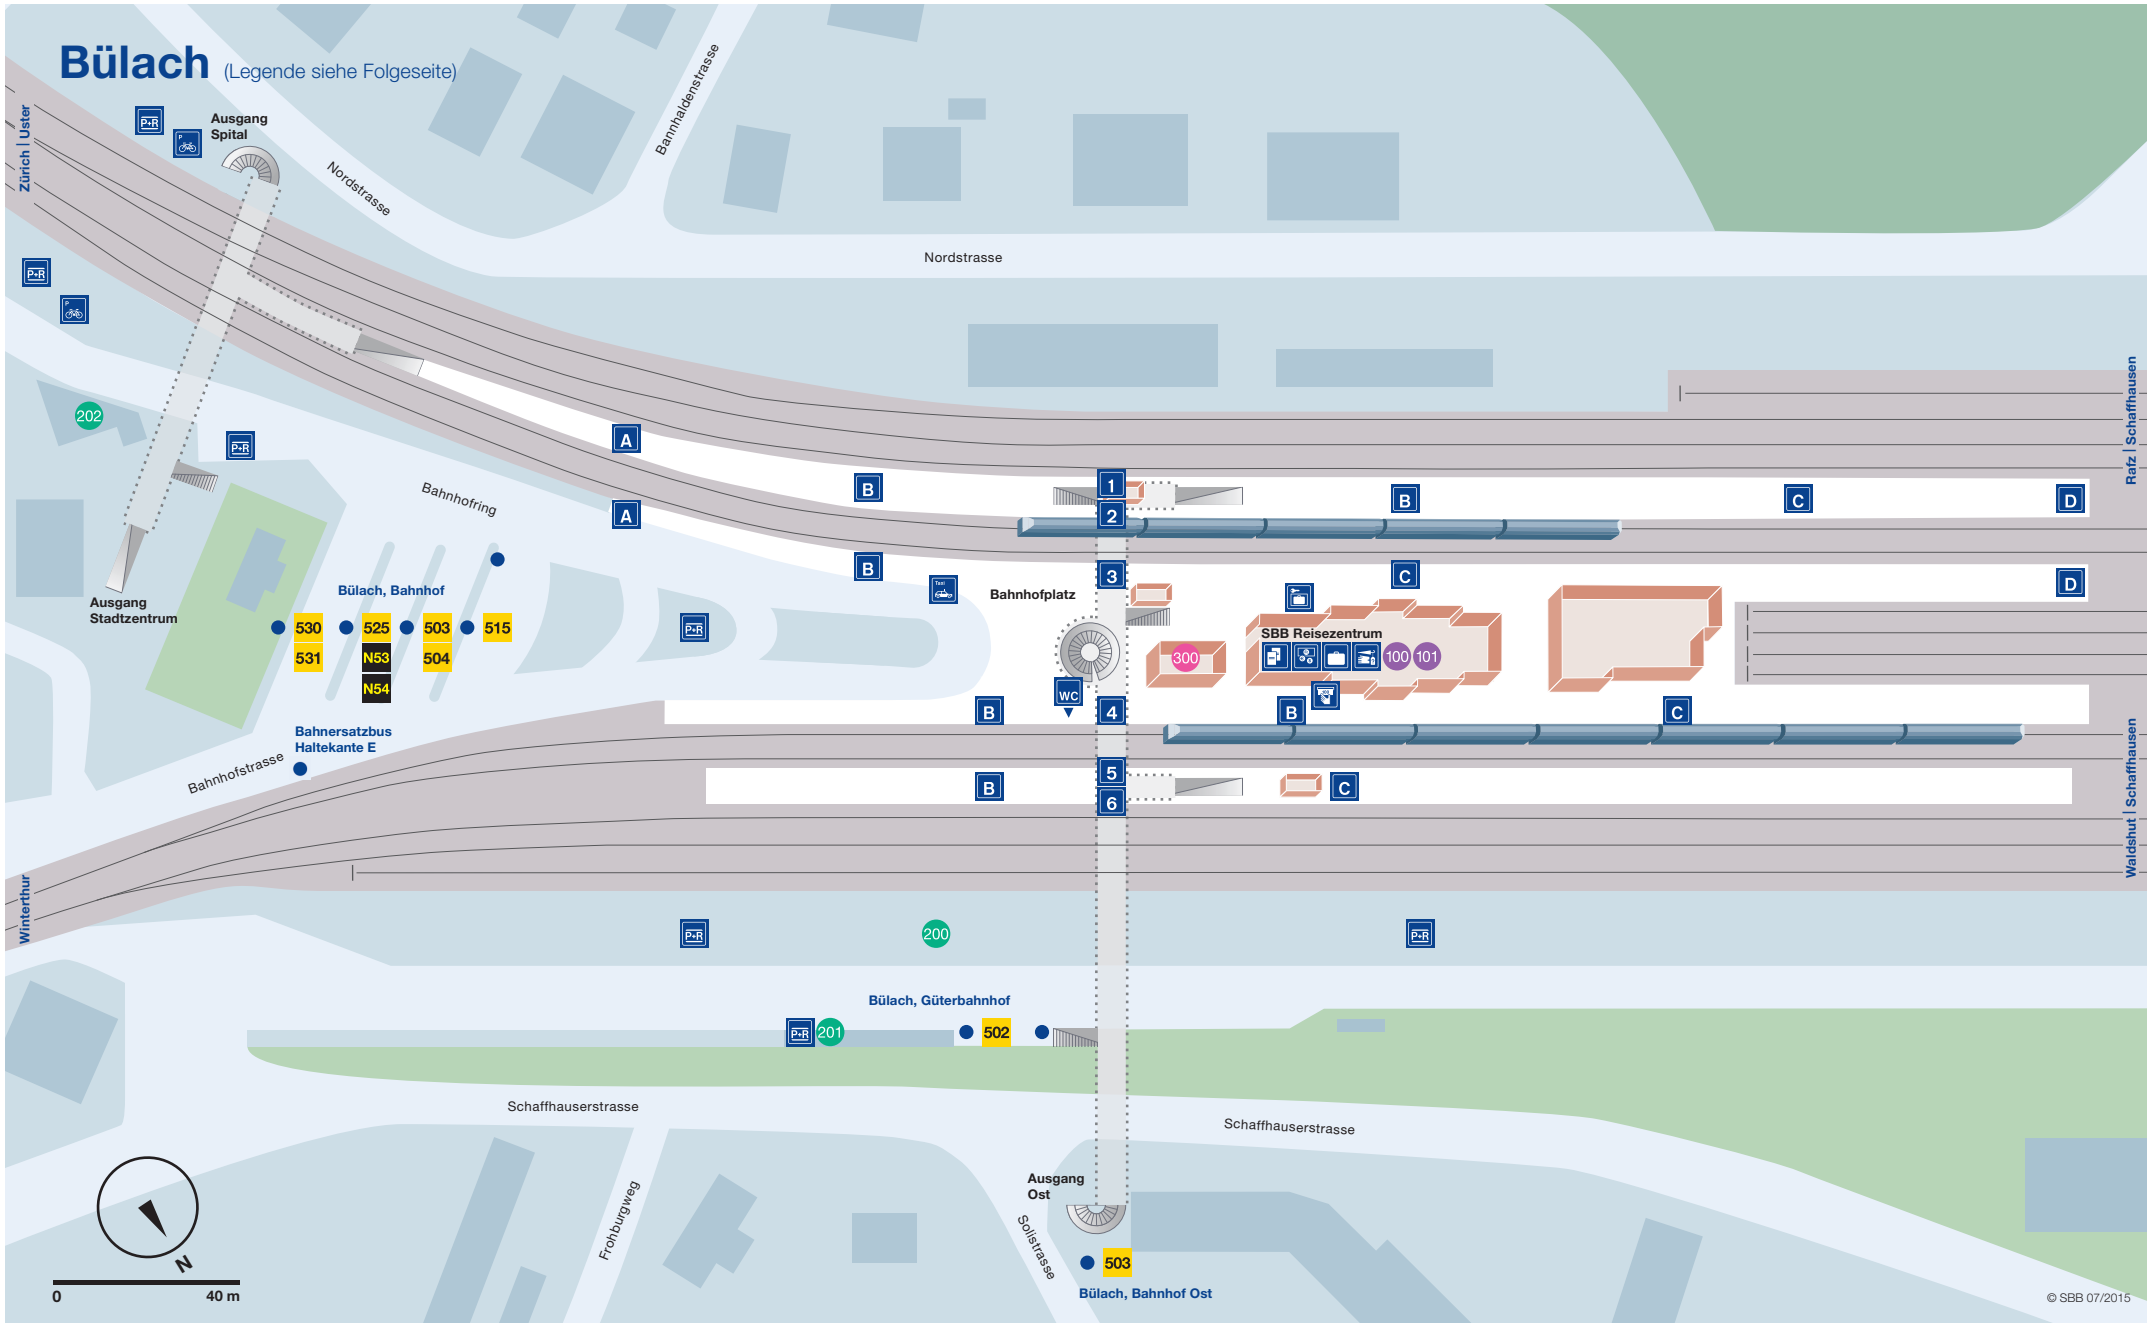 Bülach (Legende siehe Folgeseite)
Zürich | Uster
P+R
P
Ausgang
Spital
Nordstrasse
Bannhaldenstrasse
Nordstrasse
P+R
P
202
P+R
Bahnhofring
A
A
B
B
1
2
3
B
C
C
D
D
Rafz | Schaffhausen
Ausgang
Stadtzentrum
Bülach, Bahnhof
530
525
503
515
531
N53
504
N54
Bahnersatzbus
Haltekante E
Bahnhofstrasse
P+R
Taxi
Bahnhofplatz
WC
300
SBB Reisezentrum
100
101
B
4
B
C
5
6
B
C
Waldshut | Schaffhausen
Winterthur
P+R
200
P+R
Bülach, Güterbahnhof
P+R
201
502
Schaffhauserstrasse
Schaffhauserstrasse
Frohburgweg
Ausgang
Ost
Solistrasse
503
Bülach, Bahnhof Ost
N
0
40 m
© SBB 07/2015